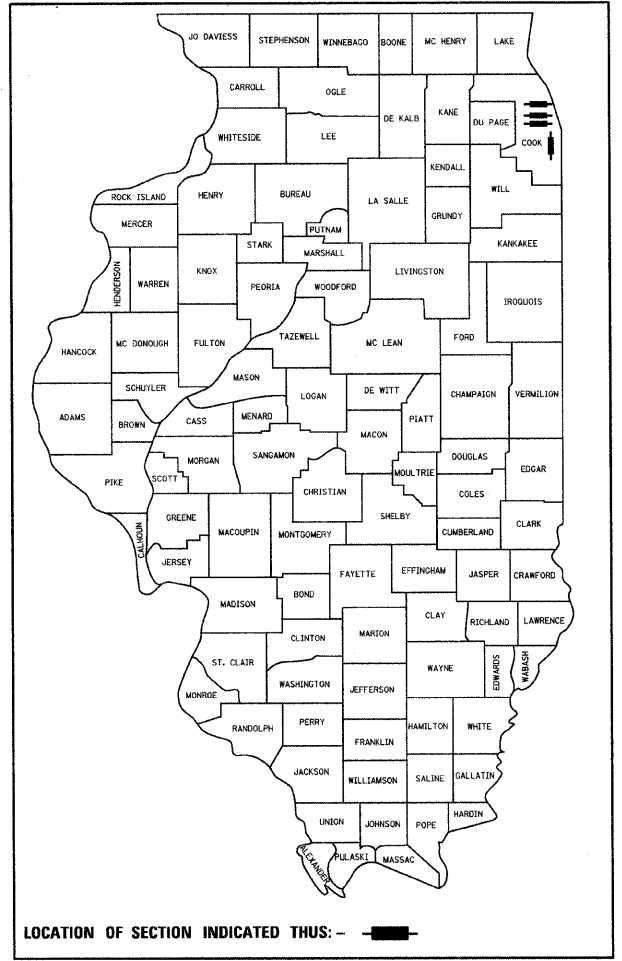 JO DAVIESS STEPHENSON WINNEBAGO BOONE MC HENRY LAKE
CARROLL OGLE DE KALB KANE DU PAGE COOK
WHITESIDE LEE
KENDALL WILL
ROCK ISLAND HENRY BUREAU LA SALLE GRUNDY
MERCER PUTNAM
STARK MARSHALL KANKAKEE
HENDERSON WARREN KNOX PEORIA WOODFORD LIVINGSTON IROQUOIS
HANCOCK MC DONOUGH FULTON TAZEWELL MC LEAN FORD
MASON
SCHUYLER LOGAN DE WITT CHAMPAIGN VERMILION
ADAMS BROWN CASS MENARD PIATT
MACON
MORGAN SANGAMON DOUGLAS EDGAR
PIKE SCOTT CHRISTIAN MOULTRIE COLES
GREENE MACOUPIN MONTGOMERY SHELBY CUMBERLAND CLARK
CALHOUN JERSEY
FAYETTE EFFINGHAM JASPER CRAWFORD
MADISON BOND
CLAY RICHLAND LAWRENCE
CLINTON MARION
ST. CLAIR WAYNE EDWARDS WABASH
MONROE WASHINGTON JEFFERSON
RANDOLPH PERRY HAMILTON WHITE
FRANKLIN
JACKSON WILLIAMSON SALINE GALLATIN
UNION JOHNSON POPE HARDIN
ALEXANDER PULASKI MASSAC
LOCATION OF SECTION INDICATED THUS: –